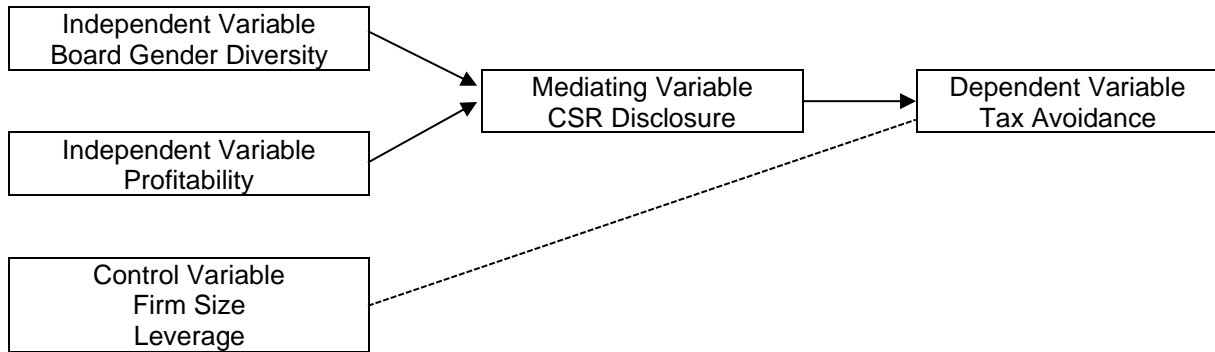 Independent Variable
Board Gender Diversity
Mediating Variable
CSR Disclosure
Dependent Variable
Tax Avoidance
Independent Variable
Profitability
Control Variable
Firm Size
Leverage